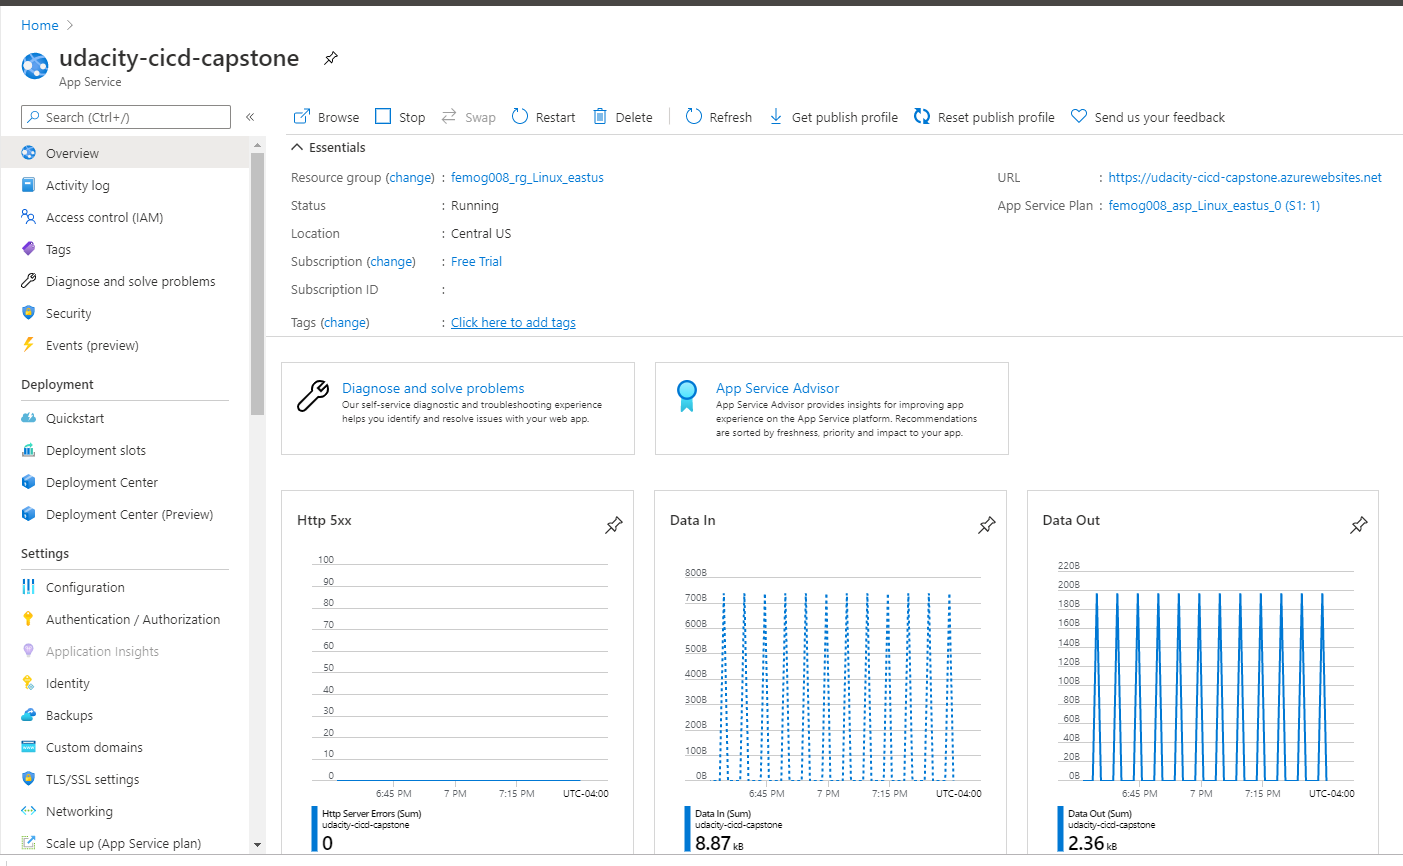 Home
udacity-cicd-capstone
App Service
Search (Ctrl+/)
«
Overview
Activity log
Access control (IAM)
Tags
Diagnose and solve problems
Security
Events (preview)
Deployment
Quickstart
Deployment slots
Deployment Center
Deployment Center (Preview)
Settings
Configuration
Authentication / Authorization
Application Insights
Identity
Backups
Custom domains
TLS/SSL settings
Networking
Scale up (App Service plan)
Browse Stop Swap Restart Delete Refresh Get publish profile Reset publish profile Send us your feedback
Essentials
Resource group (change) : femog008_rg_Linux_eastus
Status : Running
Location : Central US
Subscription (change) : Free Trial
Subscription ID :
Tags (change) : Click here to add tags
URL : https://udacity-cicd-capstone.azurewebsites.net
App Service Plan : femog008_asp_Linux_eastus_0 (S1: 1)
Diagnose and solve problems
Our self-service diagnostic and troubleshooting experience
helps you identify and resolve issues with your web app.
App Service Advisor
App Service Advisor provides insights for improving app
experience on the App Service platform. Recommendations
are sorted by freshness, priority and impact to your app.
Http 5xx
100
90
80
70
60
50
40
30
20
10
0
6:45 PM 7 PM 7:15 PM UTC-04:00
Http Server Errors (Sum)
udacity-cicd-capstone
0
Data In
800B
700B
600B
500B
400B
300B
200B
100B
0B
6:45 PM 7 PM 7:15 PM UTC-04:00
Data In (Sum)
udacity-cicd-capstone
8.87 kB
Data Out
220B
200B
180B
160B
140B
120B
100B
80B
60B
40B
20B
0B
6:45 PM 7 PM 7:15 PM UTC-04:00
Data Out (Sum)
udacity-cicd-capstone
2.36 kB